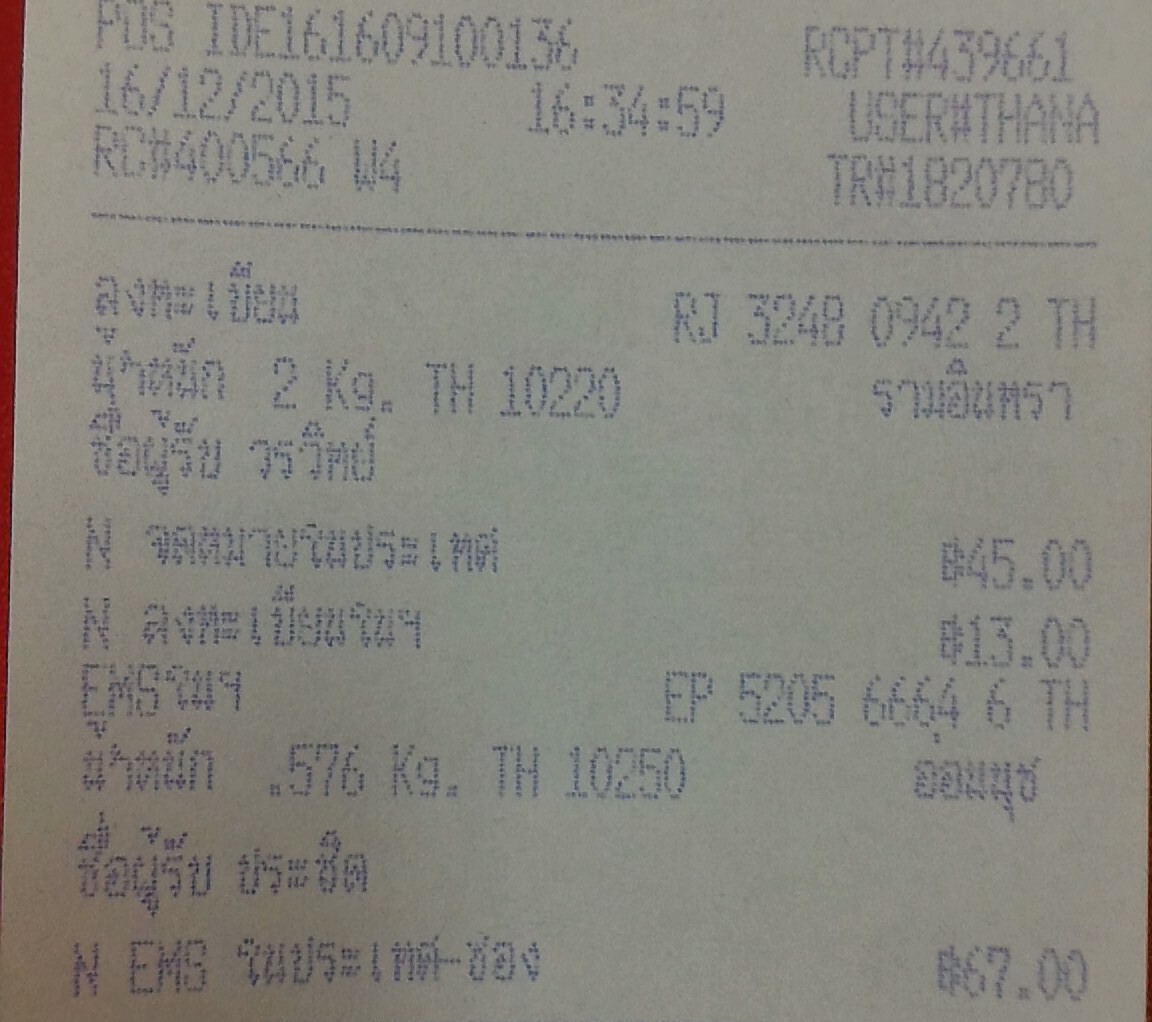 POS IDE161609100136 RCPT#439661
16/12/2015 16:34:59 USER#THANA
RC#400566 W4 TR#1820780
ลงทะเบียน RJ 3248 0942 2 TH
น้ำหนัก 2 Kg. TH 10220 รามอินทรา
ชื่อผู้รับ
N จดหมายในประเทศ ฿45.00
N ลงทะเบียนในฯ ฿13.00
EMSในฯ EP 5205 6664 6 TH
น้ำหนัก .576 Kg. TH 10250 อ่อนนุช
ชื่อผู้รับ ประชิด
N EMS ในประเทศ-ซอง ฿67.00